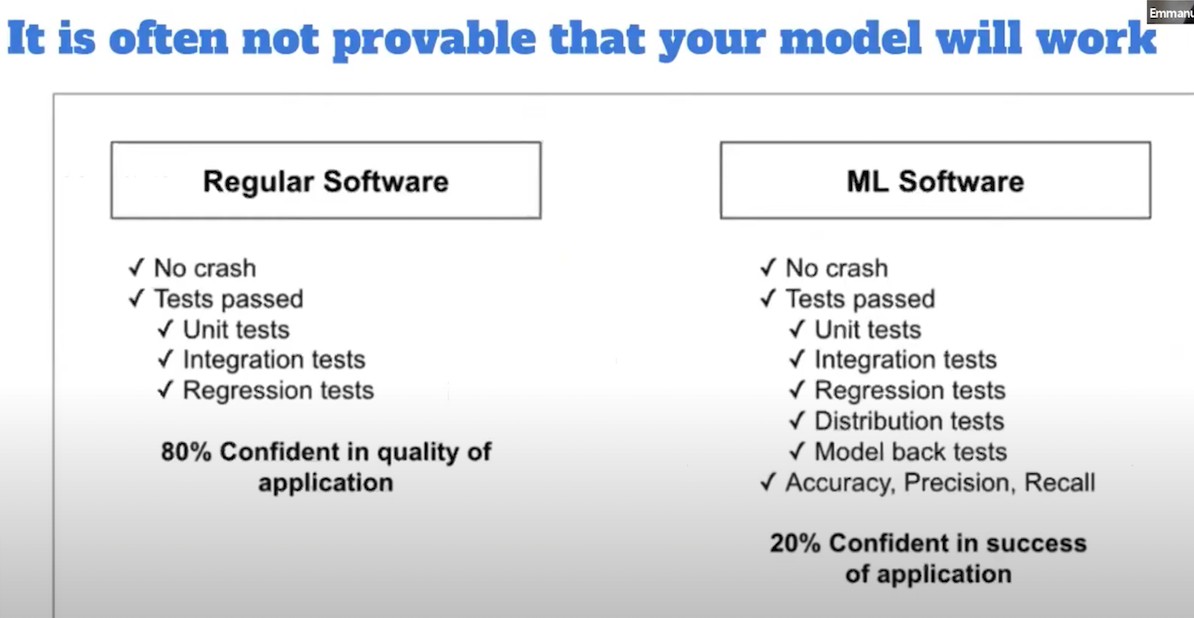 Emmanu
It is often not provable that your model will work
Regular Software
✓ No crash
✓ Tests passed
✓ Unit tests
✓ Integration tests
✓ Regression tests
80% Confident in quality of
application
ML Software
✓ No crash
✓ Tests passed
✓ Unit tests
✓ Integration tests
✓ Regression tests
✓ Distribution tests
✓ Model back tests
✓ Accuracy, Precision, Recall
20% Confident in success
of application